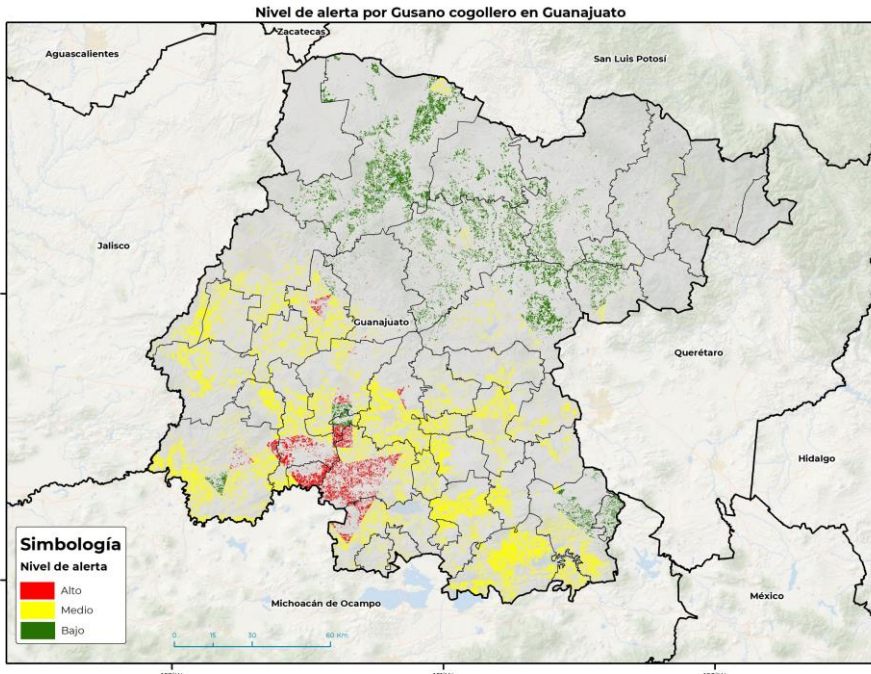 Nivel de alerta por Gusano cogollero en Guanajuato
Zacatecas
Aguascalientes
San Luis Potosí
Jalisco
Guanajuato
Querétaro
Hidalgo
Simbología
Nivel de alerta
Alto
Medio
Bajo
Michoacán de Ocampo
México
0 15 30 60 Km